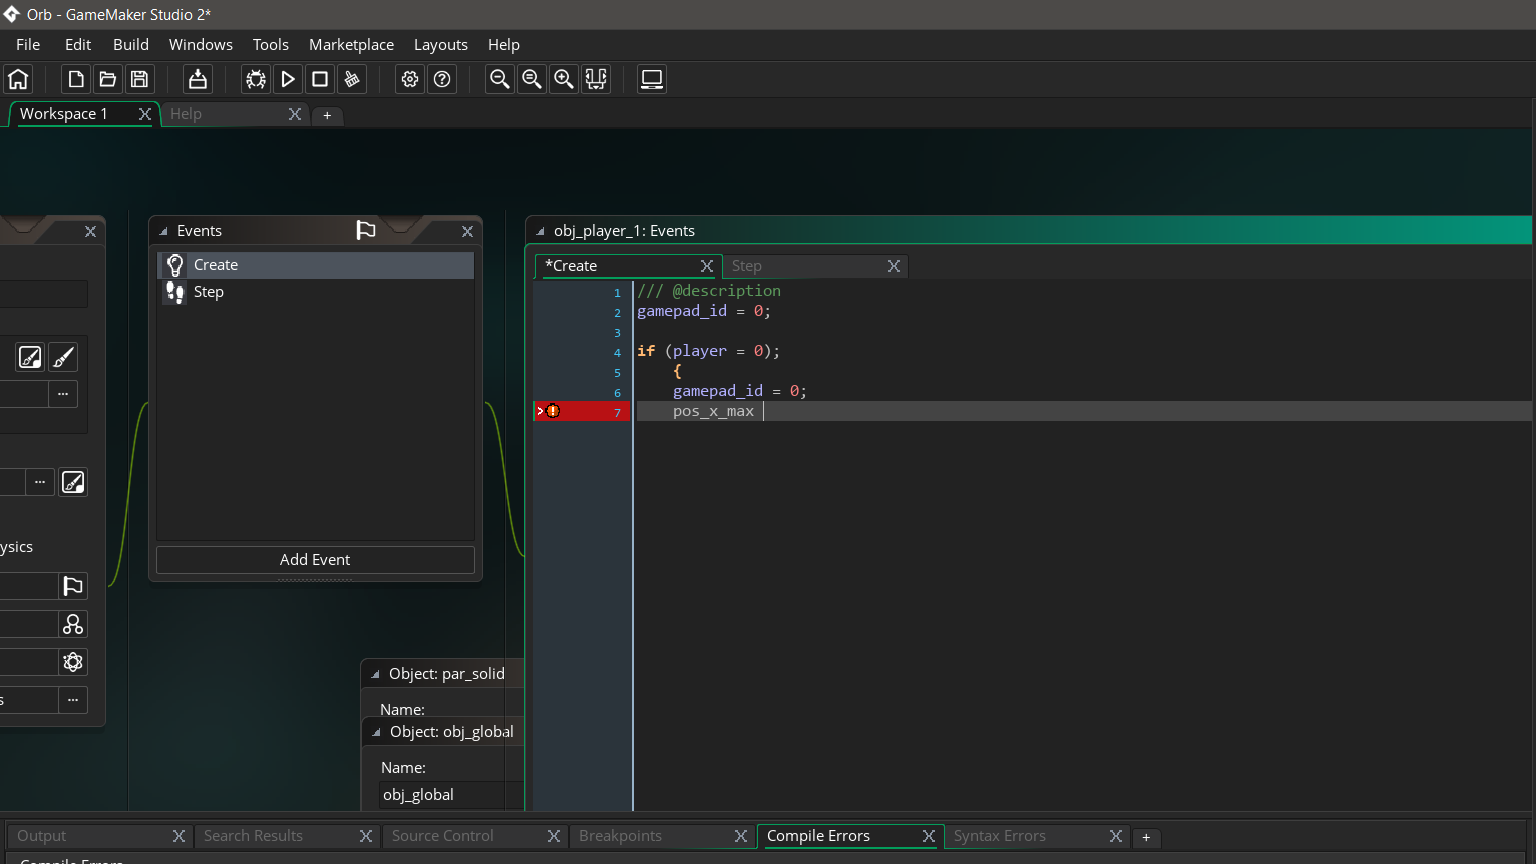 Orb - GameMaker Studio 2*
File Edit Build Windows Tools Marketplace Layouts Help
Workspace 1 Help +
Events
Create
Step
Add Event
ysics
s
Object: par_solid
Name:
Object: obj_global
Name:
obj_global
obj_player_1: Events
*Create Step
1 /// @description
2 gamepad_id = 0;
3
4 if (player = 0);
5 {
6 gamepad_id = 0;
7 pos_x_max
Output Search Results Source Control Breakpoints Compile Errors Syntax Errors +
Compile Errors